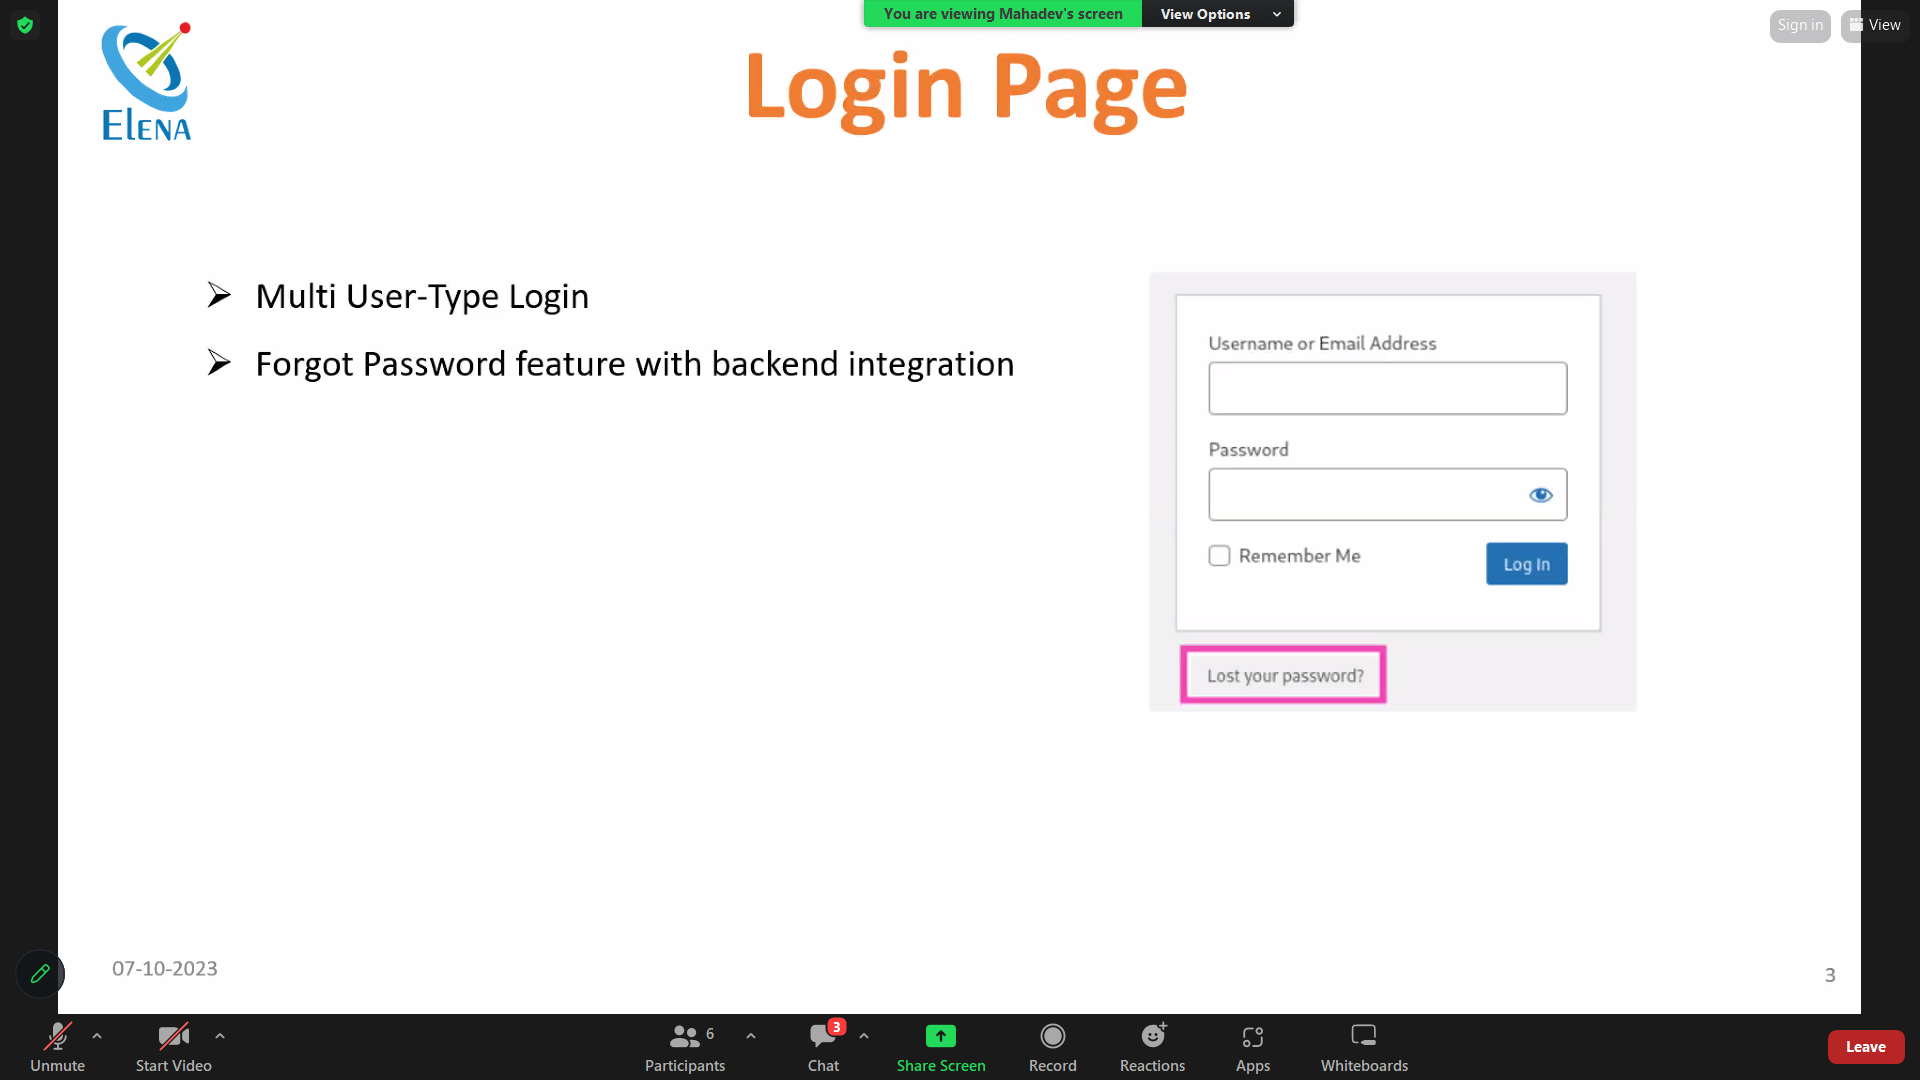 You are viewing Mahadev's screen View Options
Sign in View
ELENA
Login Page
Multi User-Type Login
Forgot Password feature with backend integration
Username or Email Address
Password
Remember Me
Log In
Lost your password?
07-10-2023
3
Unmute
Start Video
6
Participants
3
Chat
Share Screen
Record
Reactions
Apps
Whiteboards
Leave